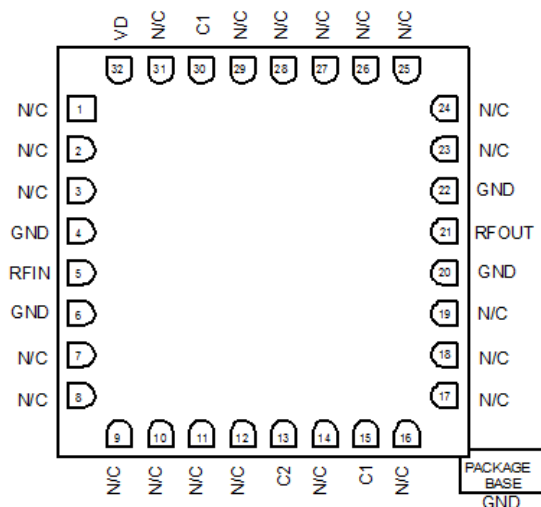 VD N/C C1 N/C N/C N/C N/C N/C
32 31 30 29 28 27 26 25
N/C 1 24 N/C
N/C 2 23 N/C
N/C 3 22 GND
GND 4 21 RFOUT
RFIN 5 20 GND
GND 6 19 N/C
N/C 7 18 N/C
N/C 8 17 N/C
9 10 11 12 13 14 15 16
N/C N/C N/C N/C C2 N/C C1 N/C
PACKAGE
BASE
GND